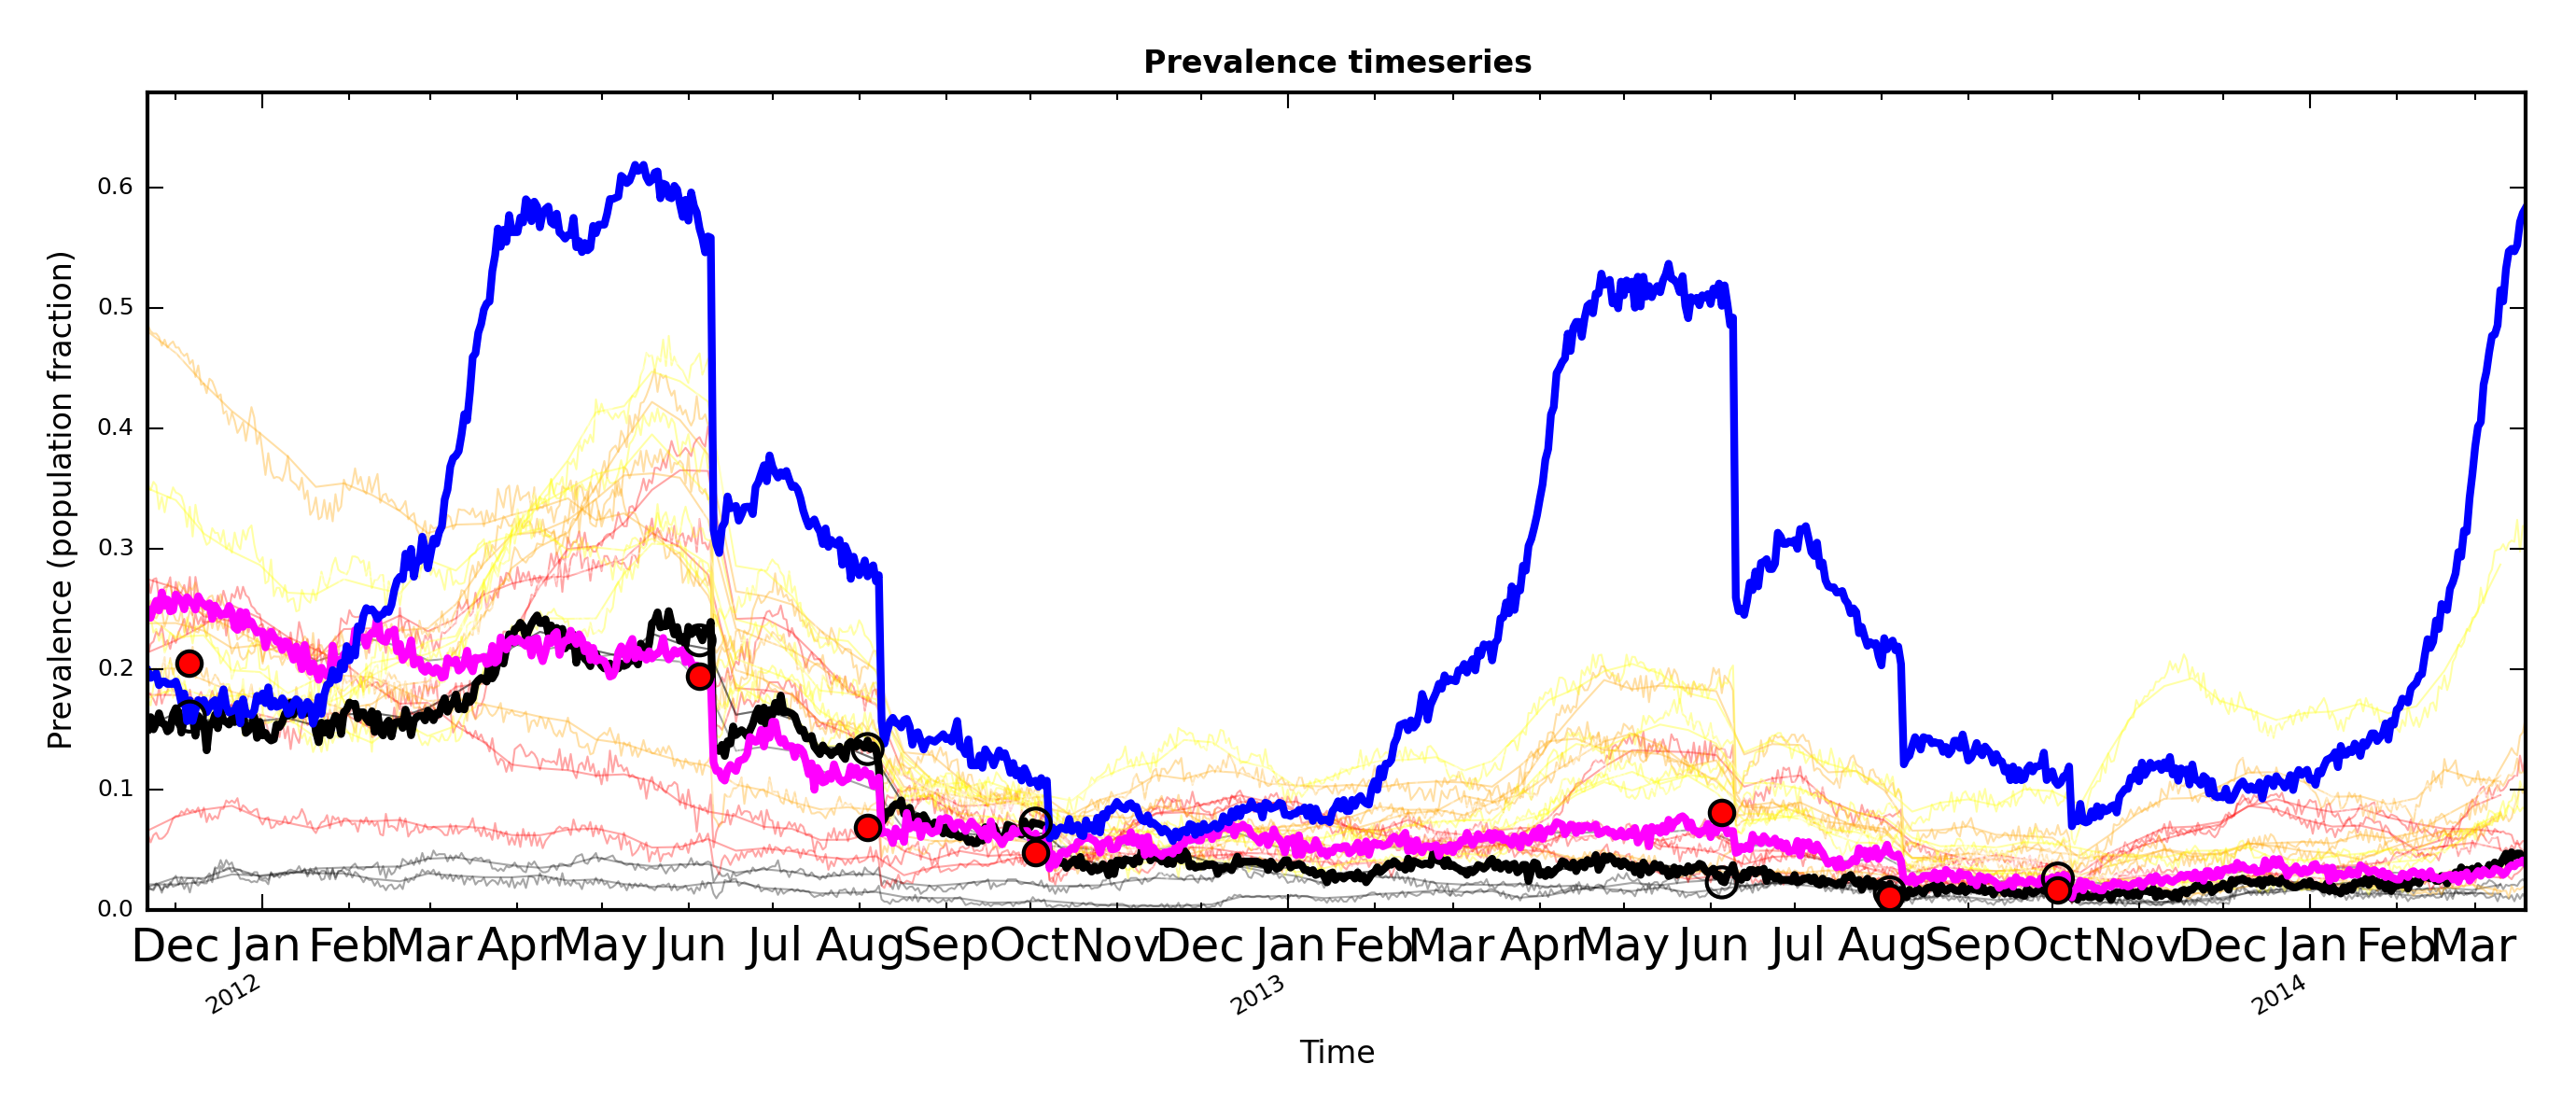 Prevalence timeseries
Prevalence (population fraction)
0.6
0.5
0.4
0.3
0.2
0.1
0.0
Dec Jan Feb Mar Apr May Jun Jul Aug Sep Oct Nov Dec Jan Feb Mar Apr May Jun Jul Aug Sep Oct Nov Dec Jan Feb Mar
2012 2013 2014
Time